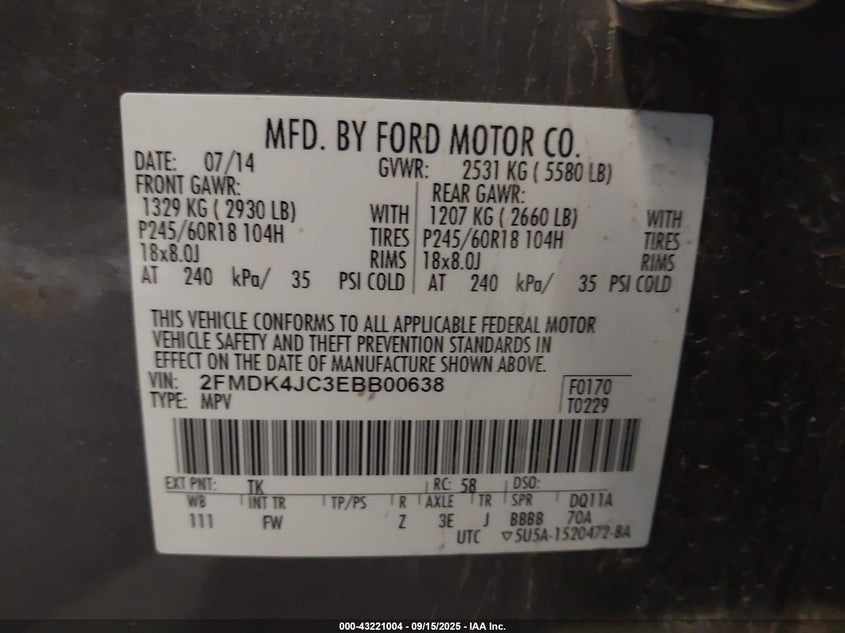 MFD. BY FORD MOTOR CO.
DATE: 07/14 GVWR: 2531 KG ( 5580 LB)
FRONT GAWR: REAR GAWR:
1329 KG ( 2930 LB) WITH 1207 KG ( 2660 LB) WITH
P245/60R18 104H TIRES P245/60R18 104H TIRES
18x8.0J RIMS 18x8.0J RIMS
AT 240 kPa/ 35 PSI COLD AT 240 kPa/ 35 PSI COLD
THIS VEHICLE CONFORMS TO ALL APPLICABLE FEDERAL MOTOR
VEHICLE SAFETY AND THEFT PREVENTION STANDARDS IN
EFFECT ON THE DATE OF MANUFACTURE SHOWN ABOVE.
VIN: 2FMDK4JC3EBB00638 F0170
TYPE: MPV T0229
EXT PNT: TK RC: 58 DSO:
WB INT TR TP/PS R AXLE TR SPR DQ11A
111 FW Z 3E J BBBB 70A
UTC ▽5U5A-1520472-BA
000-43221004 - 09/15/2025 - IAA Inc.